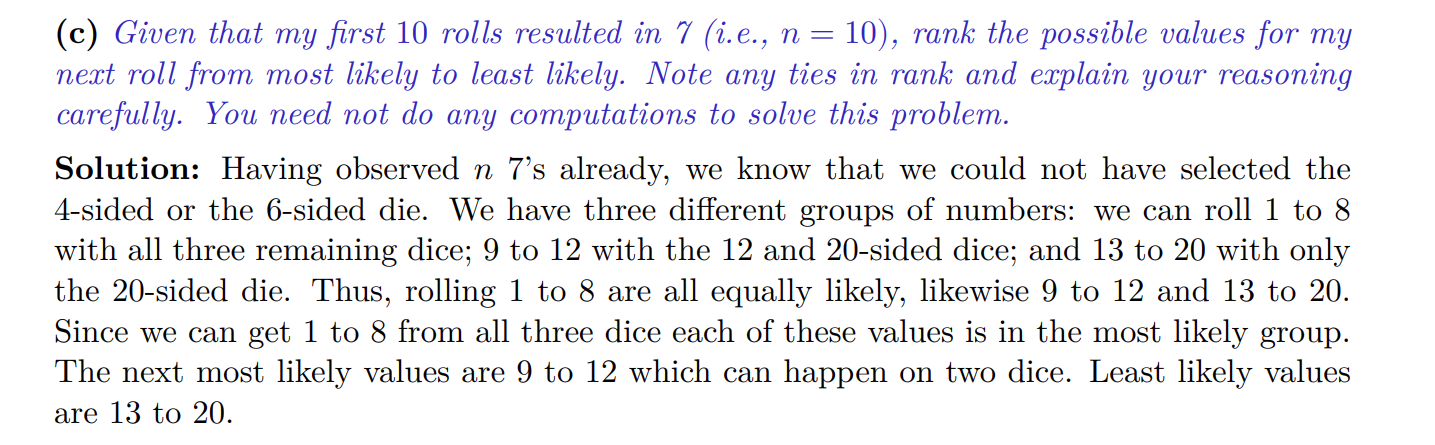 (c) Given that my first 10 rolls resulted in 7 (i.e., n = 10), rank the possible values for my
next roll from most likely to least likely. Note any ties in rank and explain your reasoning
carefully. You need not do any computations to solve this problem.
Solution: Having observed n 7's already, we know that we could not have selected the
4-sided or the 6-sided die. We have three different groups of numbers: we can roll 1 to 8
with all three remaining dice; 9 to 12 with the 12 and 20-sided dice; and 13 to 20 with only
the 20-sided die. Thus, rolling 1 to 8 are all equally likely, likewise 9 to 12 and 13 to 20.
Since we can get 1 to 8 from all three dice each of these values is in the most likely group.
The next most likely values are 9 to 12 which can happen on two dice. Least likely values
are 13 to 20.